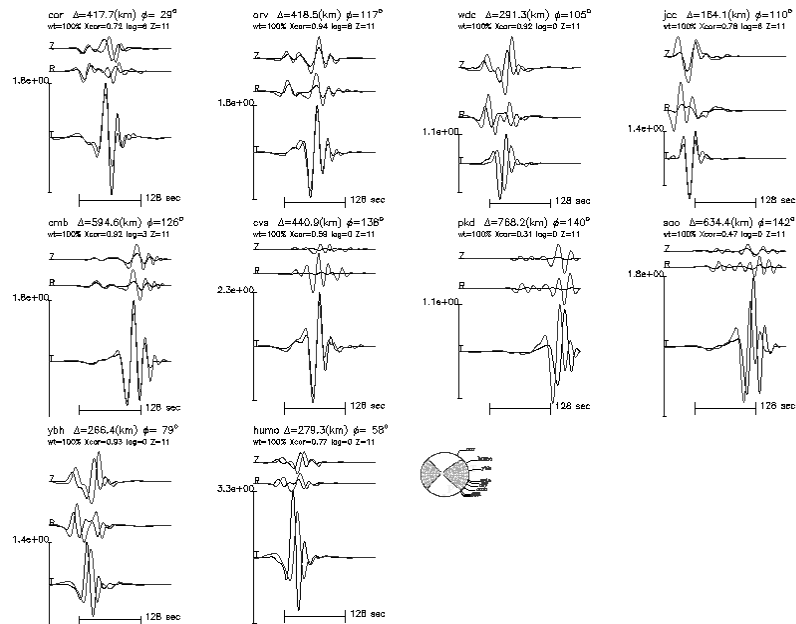 cor Δ=417.7(km) φ= 29°
wt=100% Xcor=0.72 lag=6 Z=11
Z
R
1.8e+00
T
128 sec
orv Δ=418.5(km) φ=117°
wt=100% Xcor=0.94 lag=6 Z=11
Z
R
1.8e+00
T
128 sec
wdc Δ=291.3(km) φ=105°
wt=100% Xcor=0.92 lag=0 Z=11
Z
R
1.1e+00
T
128 sec
jcc Δ=184.1(km) φ=110°
wt=100% Xcor=0.78 lag=6 Z=11
Z
R
1.4e+00
T
128 sec
cmb Δ=594.6(km) φ=126°
wt=100% Xcor=0.92 lag=3 Z=11
Z
R
1.8e+00
T
128 sec
cvs Δ=440.9(km) φ=136°
wt=100% Xcor=0.59 lag=0 Z=11
Z
R
2.3e+00
T
128 sec
pkd Δ=768.2(km) φ=140°
wt=100% Xcor=0.31 lag=0 Z=11
Z
R
1.1e+00
T
128 sec
sao Δ=634.4(km) φ=142°
wt=100% Xcor=0.47 lag=0 Z=11
Z
R
1.8e+00
T
128 sec
ybh Δ=266.4(km) φ= 79°
wt=100% Xcor=0.93 lag=0 Z=11
Z
R
1.4e+00
T
128 sec
humo Δ=279.3(km) φ= 58°
wt=100% Xcor=0.77 lag=0 Z=11
Z
R
3.3e+00
T
128 sec
cor
humo
ybh